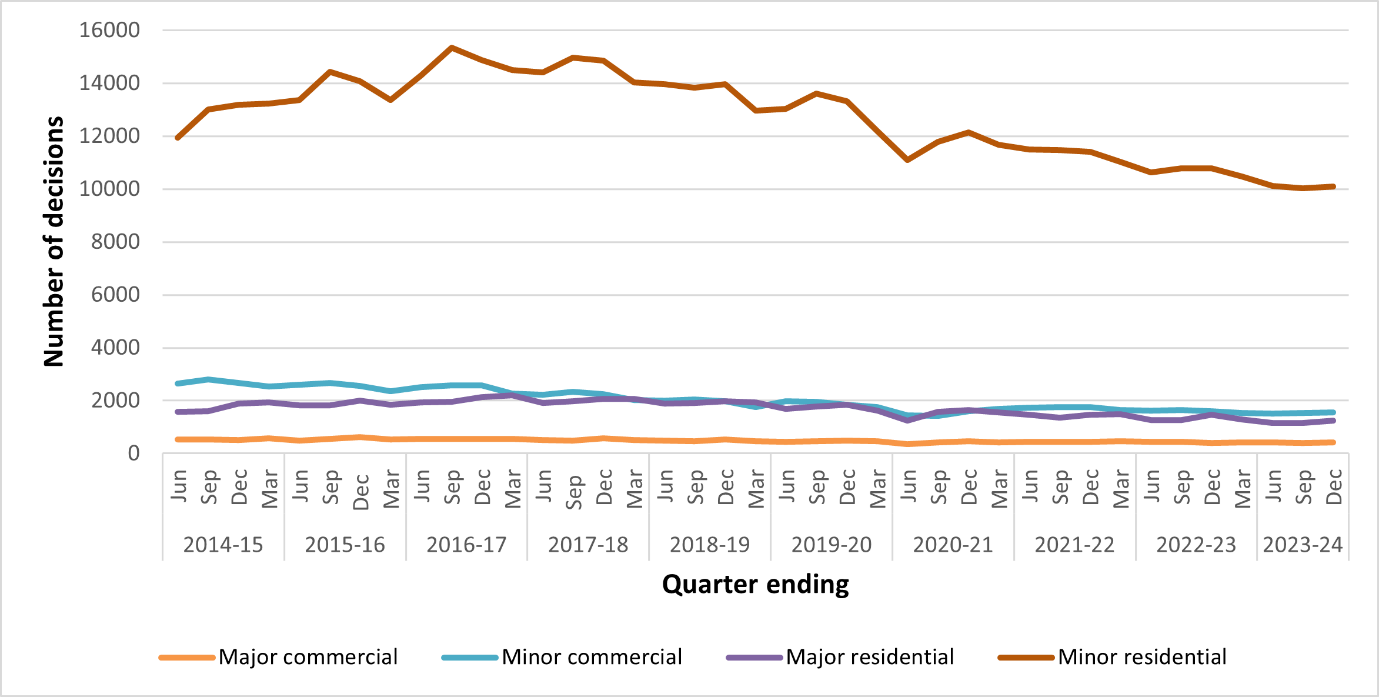 16000
14000
12000
10000
8000
6000
4000
2000
0
Number of decisions
Jun Sep Dec Mar Jun Sep Dec Mar Jun Sep Dec Mar Jun Sep Dec Mar Jun Sep Dec Mar Jun Sep Dec Mar Jun Sep Dec Mar Jun Sep Dec Mar Jun Sep Dec Mar Jun Sep Dec
2014-15 2015-16 2016-17 2017-18 2018-19 2019-20 2020-21 2021-22 2022-23 2023-24
Quarter ending
Major commercial Minor commercial Major residential Minor residential